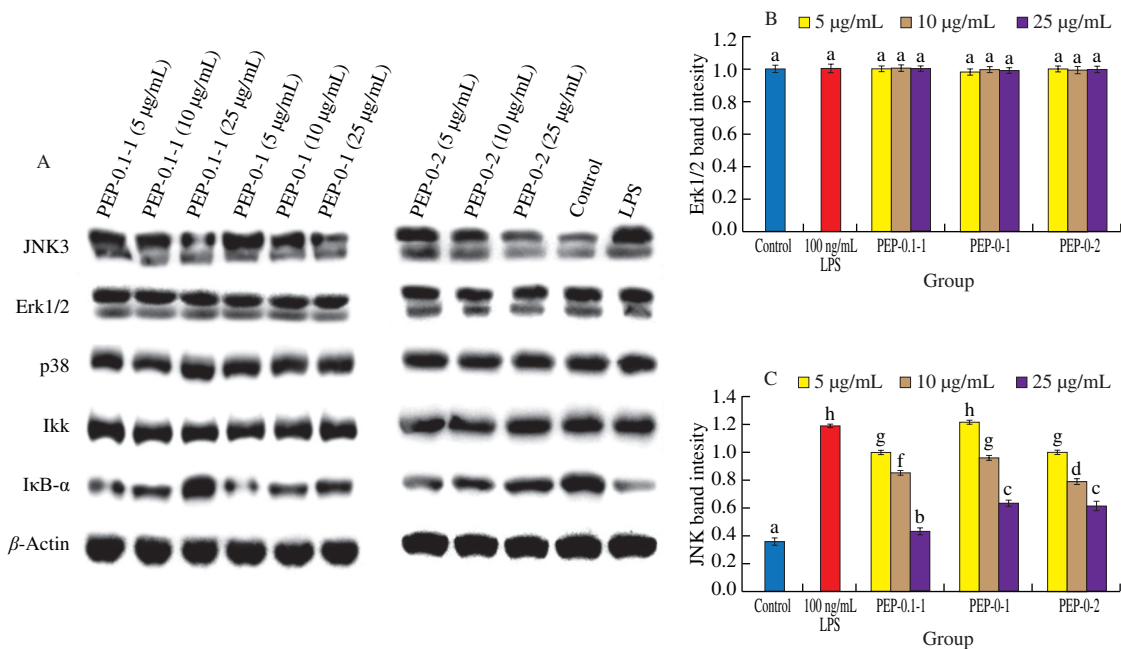 A
PEP-0.1-1 (5 μg/mL)
PEP-0.1-1 (10 μg/mL)
PEP-0.1-1 (25 μg/mL)
PEP-0-1 (5 μg/mL)
PEP-0-1 (10 μg/mL)
PEP-0-1 (25 μg/mL)
PEP-0-2 (5 μg/mL)
PEP-0-2 (10 μg/mL)
PEP-0-2 (25 μg/mL)
Control
LPS
JNK3
Erk1/2
p38
Ikk
IκB-α
β-Actin
B
5 μg/mL 10 μg/mL 25 μg/mL
Erk1/2 band intesity
1.2
1.0
0.8
0.6
1.4
1.2
0.0
a a a a a a a a a a a
Control 100 ng/mL PEP-0.1-1 PEP-0-1 PEP-0-2
LPS
Group
C
5 μg/mL 10 μg/mL 25 μg/mL
JNK band intesity
1.4
1.2
1.0
0.8
0.6
0.4
0.2
0.0
a h g f b h g c g d c
Control 100 ng/mL PEP-0.1-1 PEP-0-1 PEP-0-2
LPS
Group